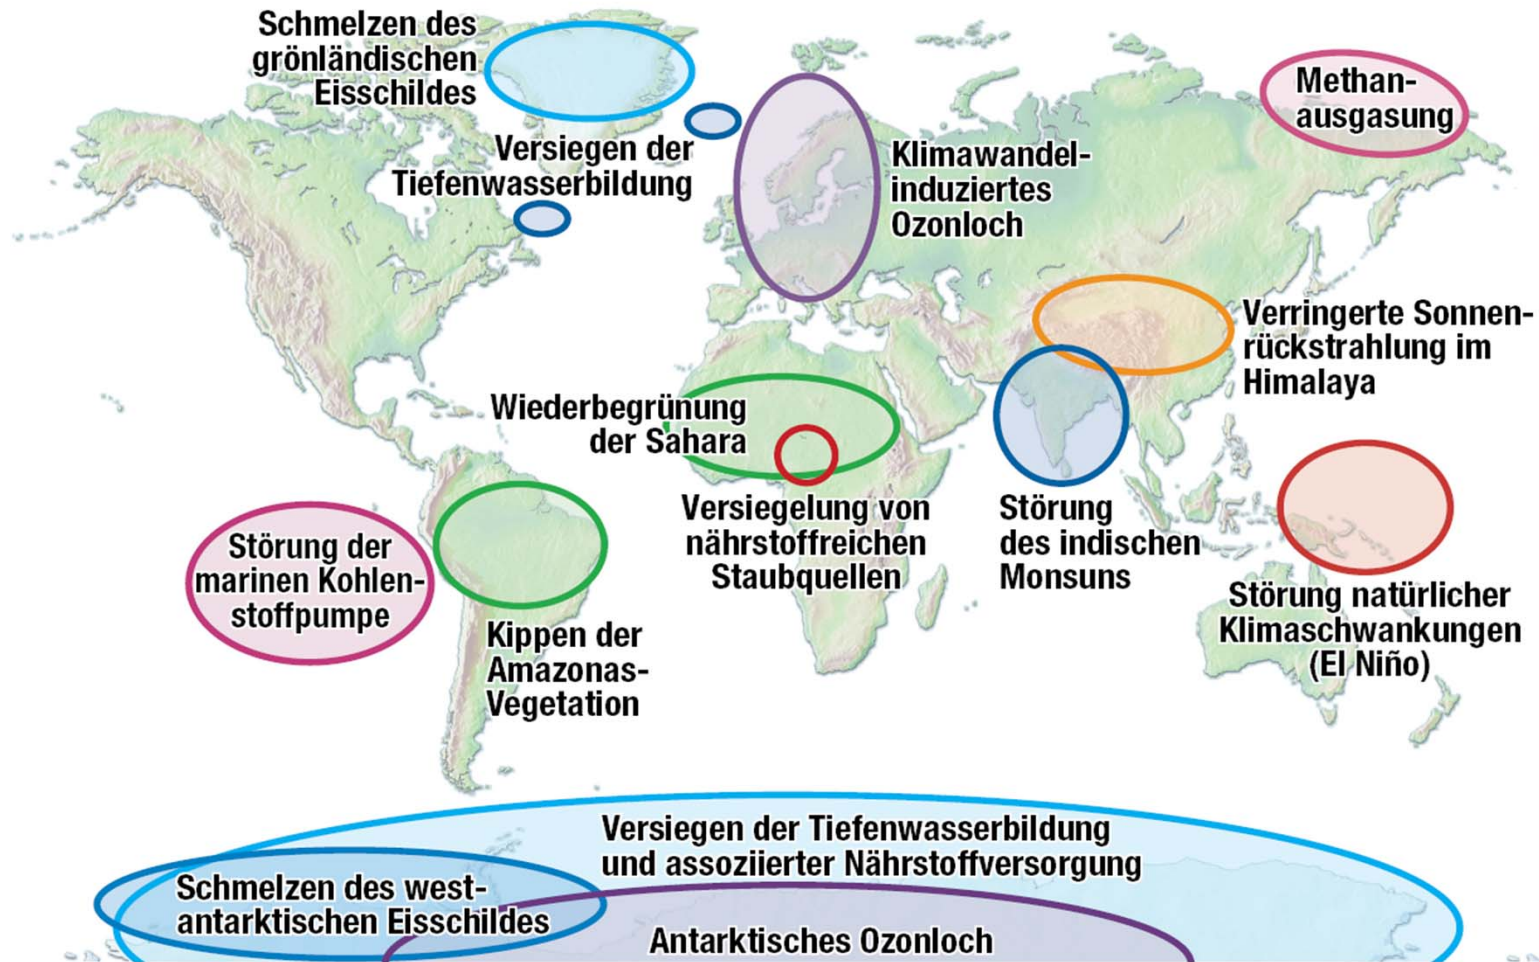 Schmelzen des
grönländischen
Eisschildes
Methan-
ausgasung
Versiegen der
Tiefenwasserbildung
Klimawandel-
induziertes
Ozonloch
Verringerte Sonnen-
rückstrahlung im
Himalaya
Wiederbegrünung
der Sahara
Versiegelung von
nährstoffreichen
Staubquellen
Störung
des indischen
Monsuns
Störung der
marinen Kohlen-
stoffpumpe
Störung natürlicher
Klimaschwankungen
(El Niño)
Kippen der
Amazonas-
Vegetation
Versiegen der Tiefenwasserbildung
und assoziierter Nährstoffversorgung
Schmelzen des west-
antarktischen Eisschildes
Antarktisches Ozonloch